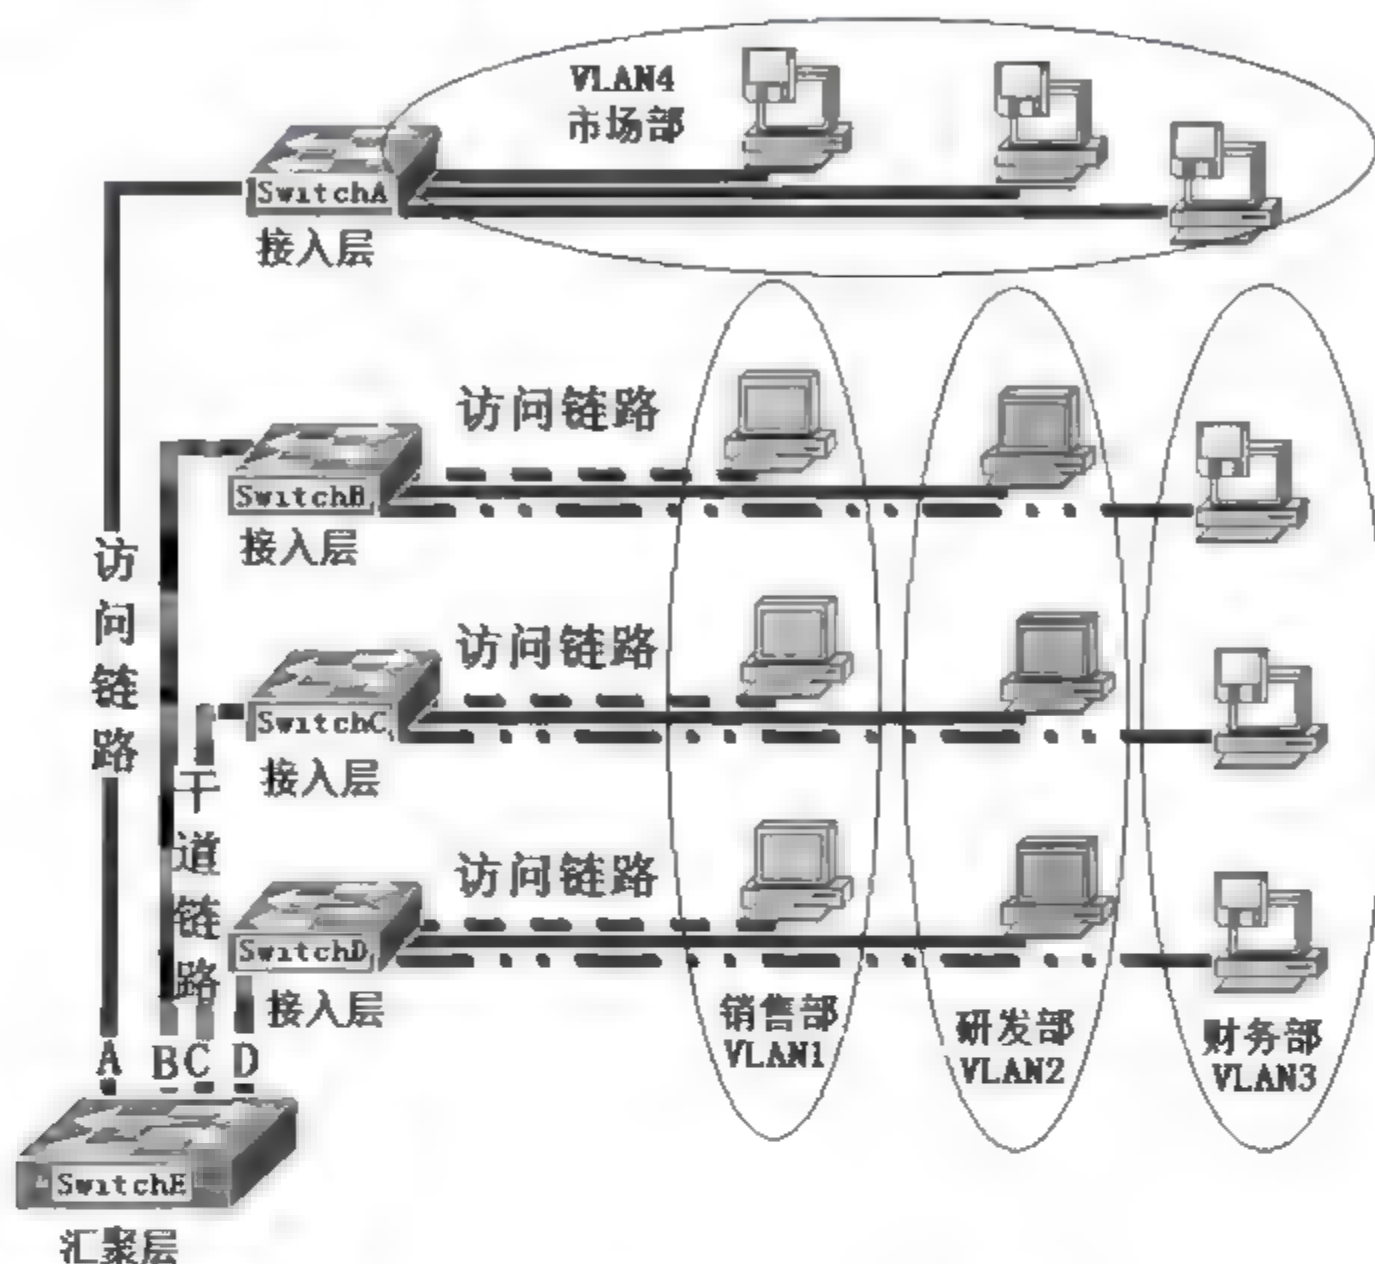 VLAN4
市场部
SwitchA
接入层
访问链路
SwitchB
接入层
访问链路
访问链路
SwitchC
接入层
干道链路
访问链路
SwitchD
接入层
销售部
VLAN1
研发部
VLAN2
财务部
VLAN3
A B C D
SwitchE
汇聚层